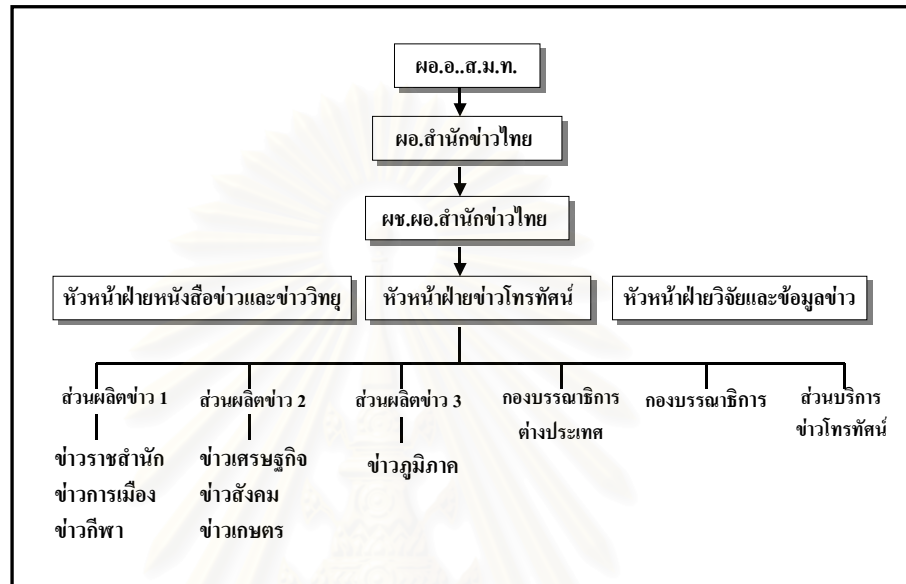 ผอ.อ..ส.ม.ท.
ผอ.สำนักข่าวไทย
ผช.ผอ.สำนักข่าวไทย
หัวหน้าฝ่ายหนังสือข่าวและข่าววิทยุ
หัวหน้าฝ่ายข่าวโทรทัศน์
หัวหน้าฝ่ายวิจัยและข้อมูลข่าว
ส่วนผลิตข่าว 1
ข่าวราชสำนัก
ข่าวการเมือง
ข่าวกีฬา
ส่วนผลิตข่าว 2
ข่าวเศรษฐกิจ
ข่าวสังคม
ข่าวเกษตร
ส่วนผลิตข่าว 3
ข่าวภูมิภาค
กองบรรณาธิการ
ต่างประเทศ
กองบรรณาธิการ
ส่วนบริการ
ข่าวโทรทัศน์